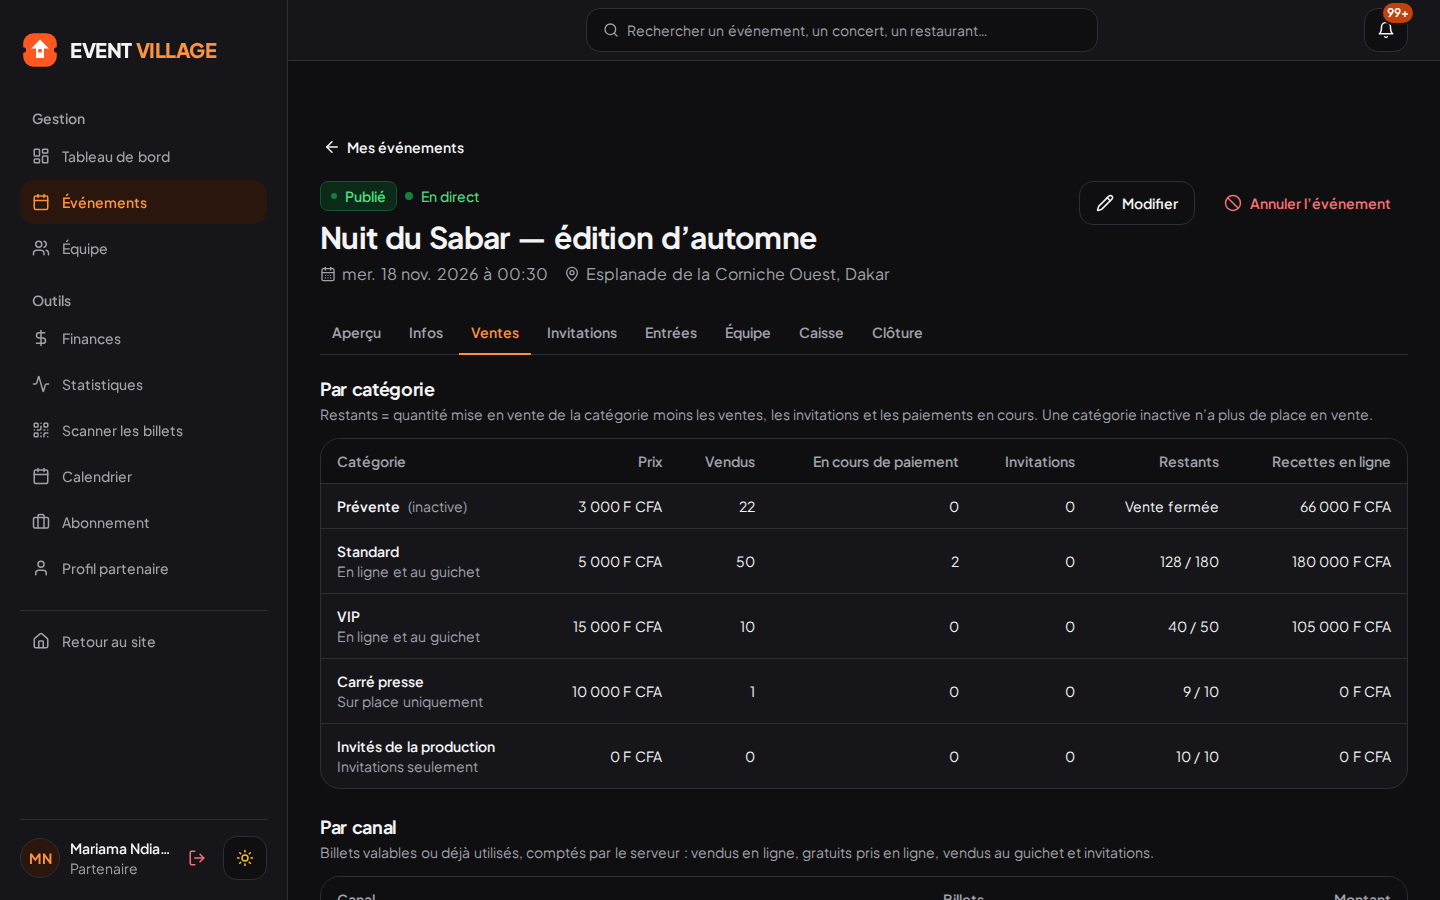 EVENT VILLAGE
Rechercher un événement, un concert, un restaurant…
99+
Gestion
Tableau de bord
Événements
Équipe
Outils
Finances
Statistiques
Scanner les billets
Calendrier
Abonnement
Profil partenaire
Retour au site
MN
Mariama Ndia…
Partenaire
Mes événements
Publié
En direct
Modifier
Annuler l’événement
Nuit du Sabar — édition d’automne
mer. 18 nov. 2026 à 00:30 Esplanade de la Corniche Ouest, Dakar
Aperçu Infos Ventes Invitations Entrées Équipe Caisse Clôture
Par catégorie
Restants = quantité mise en vente de la catégorie moins les ventes, les invitations et les paiements en cours. Une catégorie inactive n’a plus de place en vente.
Catégorie Prix Vendus En cours de paiement Invitations Restants Recettes en ligne
Prévente (inactive) 3 000 F CFA 22 0 0 Vente fermée 66 000 F CFA
Standard
En ligne et au guichet
5 000 F CFA 50 2 0 128 / 180 180 000 F CFA
VIP
En ligne et au guichet
15 000 F CFA 10 0 0 40 / 50 105 000 F CFA
Carré presse
Sur place uniquement
10 000 F CFA 1 0 0 9 / 10 0 F CFA
Invités de la production
Invitations seulement
0 F CFA 0 0 0 10 / 10 0 F CFA
Par canal
Billets valables ou déjà utilisés, comptés par le serveur : vendus en ligne, gratuits pris en ligne, vendus au guichet et invitations.
Canal Billets Montant